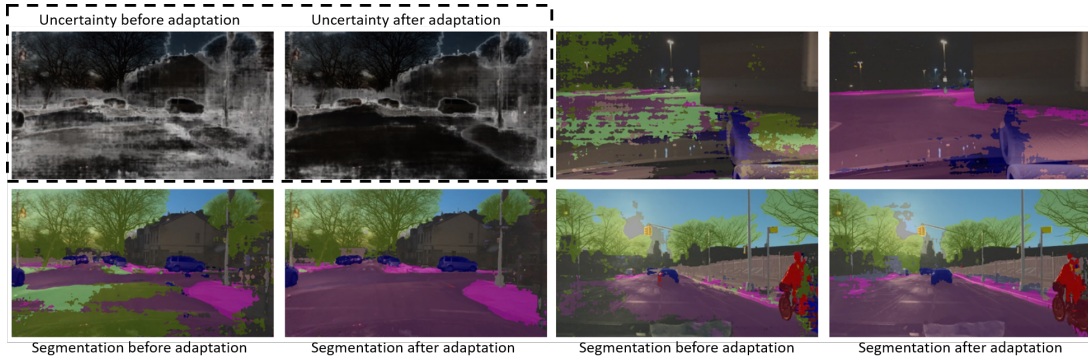 Uncertainty before adaptation
Uncertainty after adaptation
Segmentation before adaptation
Segmentation after adaptation
Segmentation before adaptation
Segmentation after adaptation